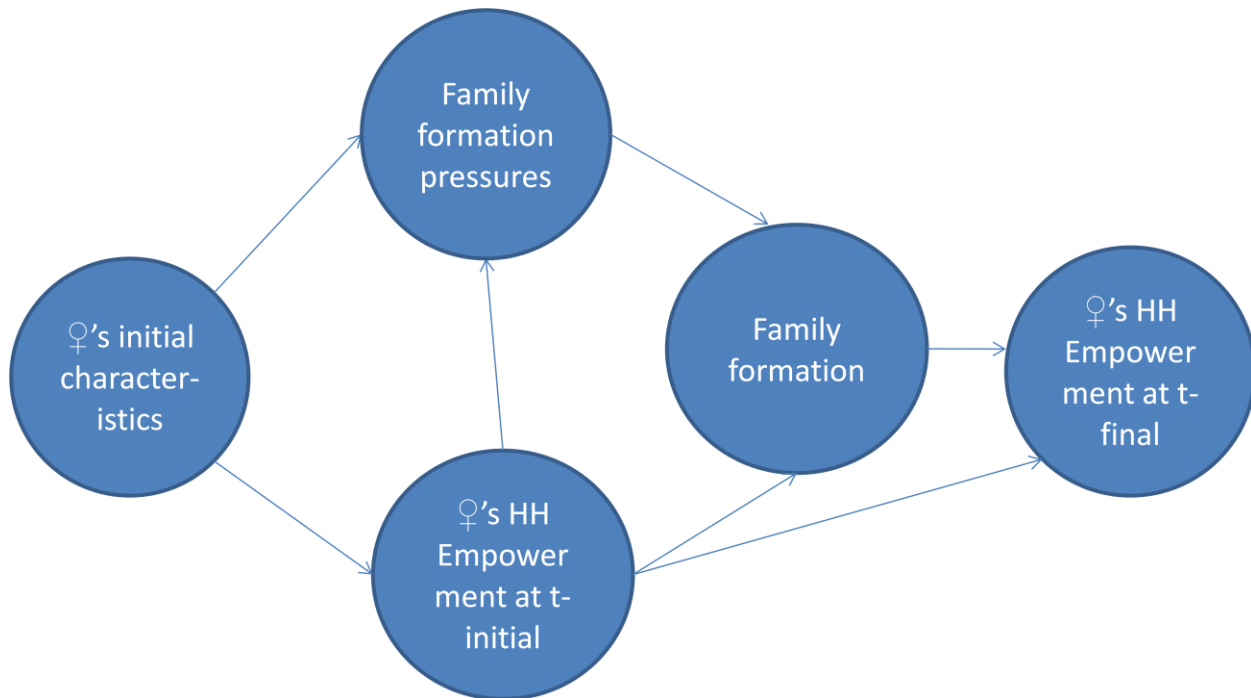 Family
formation
pressures
♀’s initial
character-
istics
Family
formation
♀’s HH
Empower
ment at t-
final
♀’s HH
Empower
ment at t-
initial